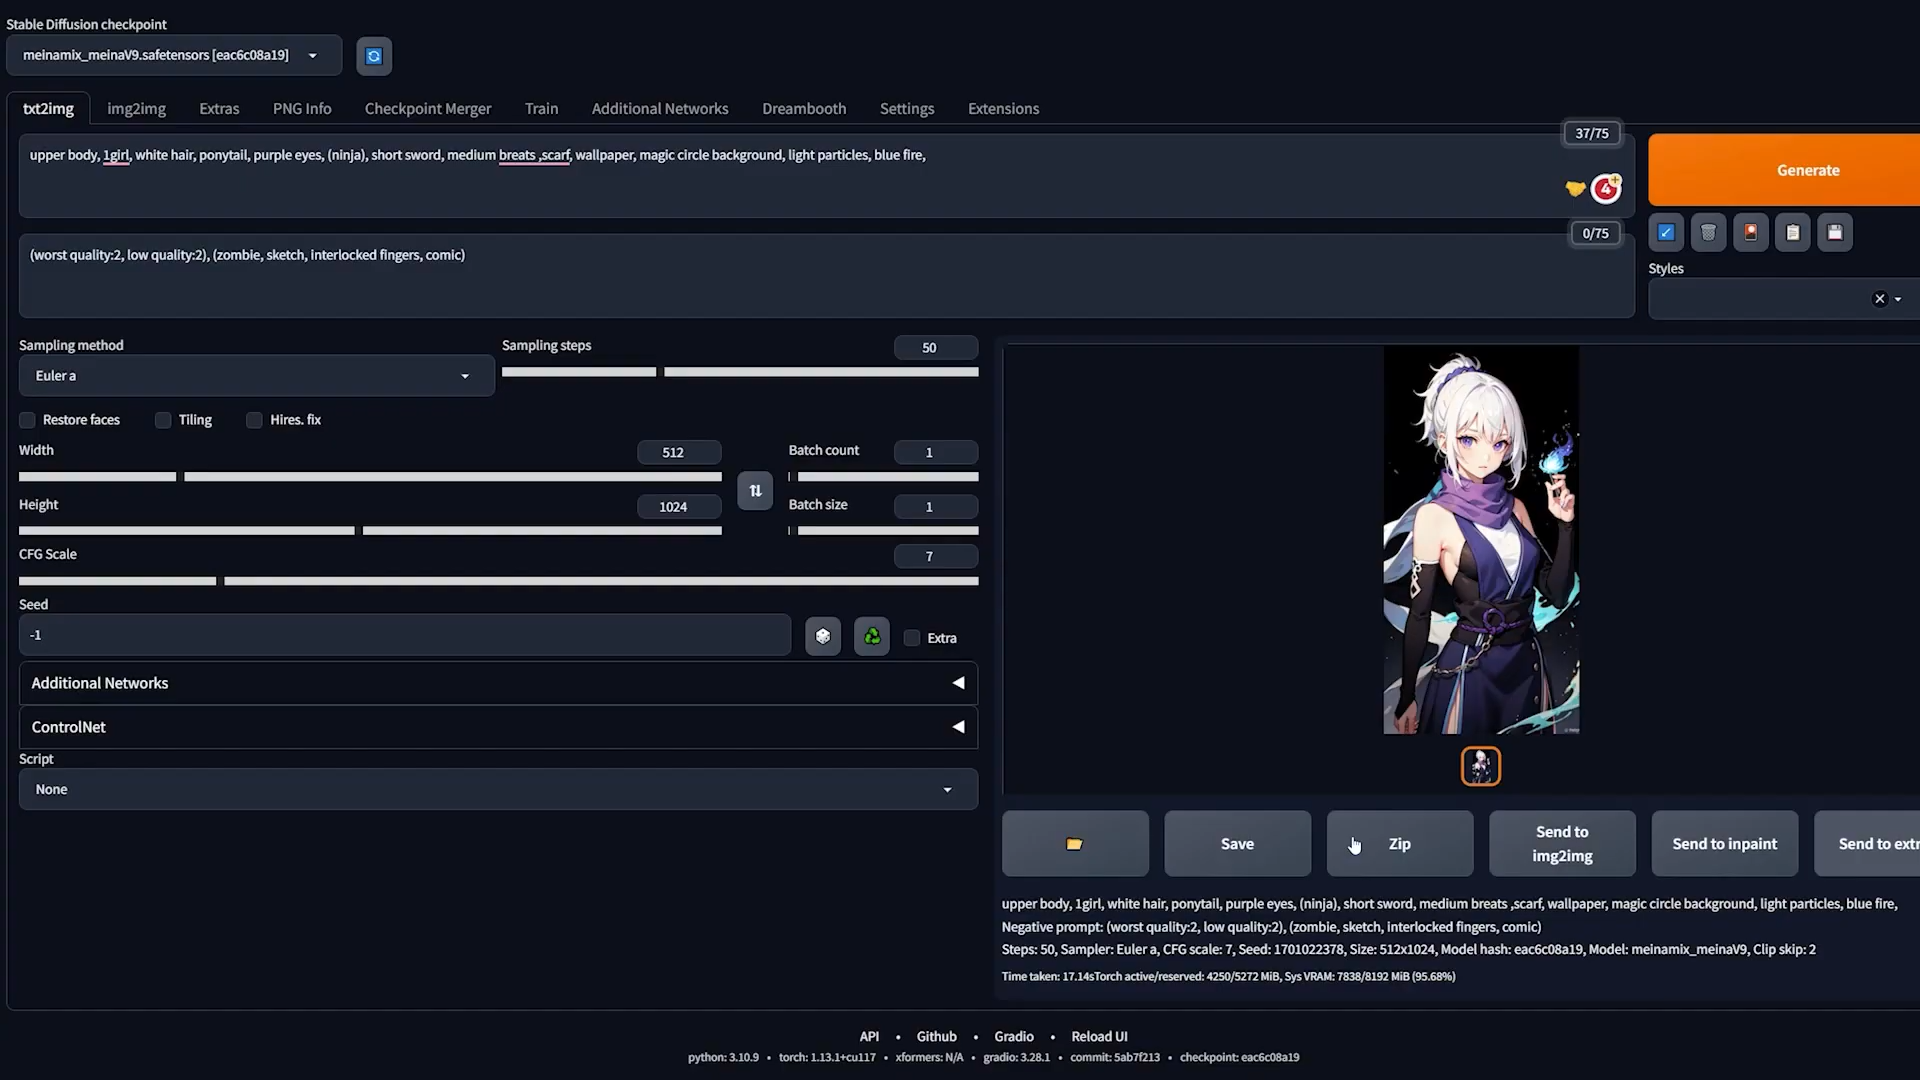 Stable Diffusion checkpoint
meinamix_meinaV9.safetensors [eac6c08a19]
txt2img img2img Extras PNG Info Checkpoint Merger Train Additional Networks Dreambooth Settings Extensions
37/75
upper body, 1girl, white hair, ponytail, purple eyes, (ninja), short sword, medium breats ,scarf, wallpaper, magic circle background, light particles, blue fire,
4
Generate
0/75
(worst quality:2, low quality:2), (zombie, sketch, interlocked fingers, comic)
Styles
Sampling method
Euler a
Sampling steps
50
Restore faces Tiling Hires. fix
Width
512
Batch count
1
Height
1024
Batch size
1
CFG Scale
7
Seed
-1
Extra
Additional Networks
ControlNet
Script
None
Save
Zip
Send to
img2img
Send to inpaint
Send to extr
upper body, 1girl, white hair, ponytail, purple eyes, (ninja), short sword, medium breats ,scarf, wallpaper, magic circle background, light particles, blue fire,
Negative prompt: (worst quality:2, low quality:2), (zombie, sketch, interlocked fingers, comic)
Steps: 50, Sampler: Euler a, CFG scale: 7, Seed: 1701022378, Size: 512x1024, Model hash: eac6c08a19, Model: meinamix_meinaV9, Clip skip: 2
Time taken: 17.14sTorch active/reserved: 4250/5272 MiB, Sys VRAM: 7838/8192 MiB (95.68%)
API • Github • Gradio • Reload UI
python: 3.10.9 • torch: 1.13.1+cu117 • xformers: N/A • gradio: 3.28.1 • commit: 5ab7f213 • checkpoint: eac6c08a19